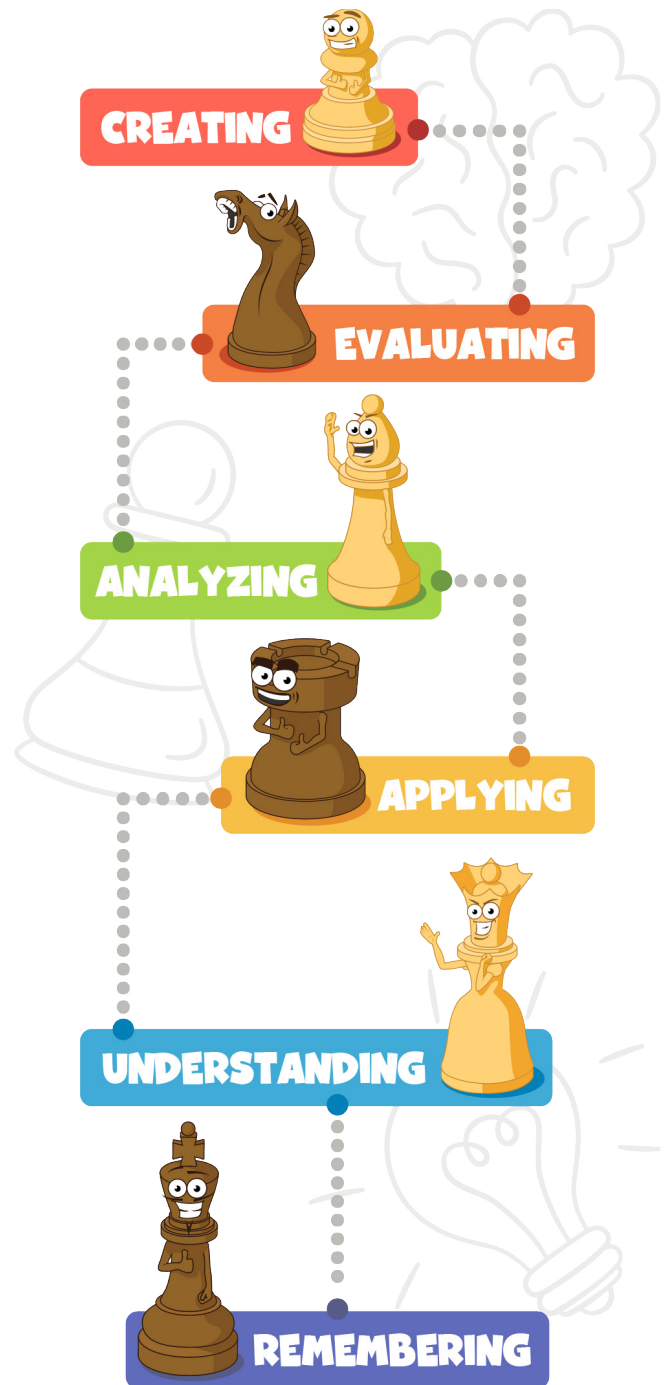 CREATING
EVALUATING
ANALYZING
APPLYING
UNDERSTANDING
REMEMBERING